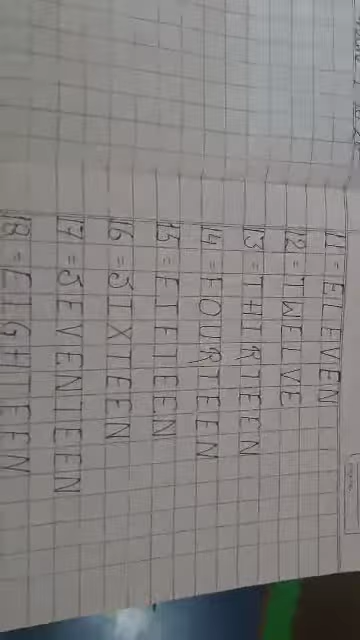 11 = ELEVEN
12 = TWELVE
13 = THIRTEEN
14 = FOURTEEN
15 = FIFTEEN
16 = SIXTEEN
17 = SEVENTEEN
18 = EIGHTEEN